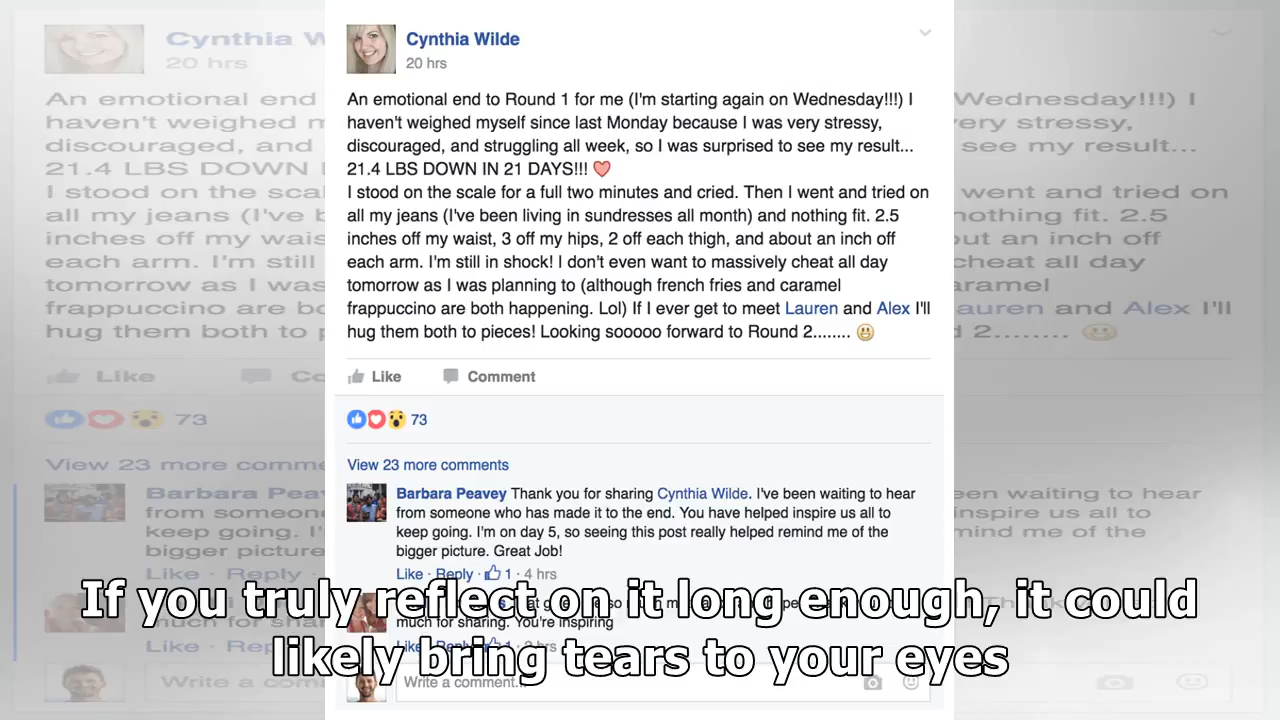 Cynthia Wilde
20 hrs
An emotional end to Round 1 for me (I'm starting again on Wednesday!!!) I
haven't weighed myself since last Monday because I was very stressy,
discouraged, and struggling all week, so I was surprised to see my result...
21.4 LBS DOWN IN 21 DAYS!!!
I stood on the scale for a full two minutes and cried. Then I went and tried on
all my jeans (I've been living in sundresses all month) and nothing fit. 2.5
inches off my waist, 3 off my hips, 2 off each thigh, and about an inch off
each arm. I'm still in shock! I don't even want to massively cheat all day
tomorrow as I was planning to (although french fries and caramel
frappuccino are both happening. Lol) If I ever get to meet Lauren and Alex I'll
hug them both to pieces! Looking sooooo forward to Round 2........
Like Comment
73
View 23 more comments
Barbara Peavey Thank you for sharing Cynthia Wilde. I've been waiting to hear
from someone who has made it to the end. You have helped inspire us all to
keep going. I'm on day 5, so seeing this post really helped remind me of the
bigger picture. Great Job!
Like · Reply · 1 · 4 hrs
much for sharing. You're inspiring
Write a comment...
If you truly reflect on it long enough, it could
likely bring tears to your eyes